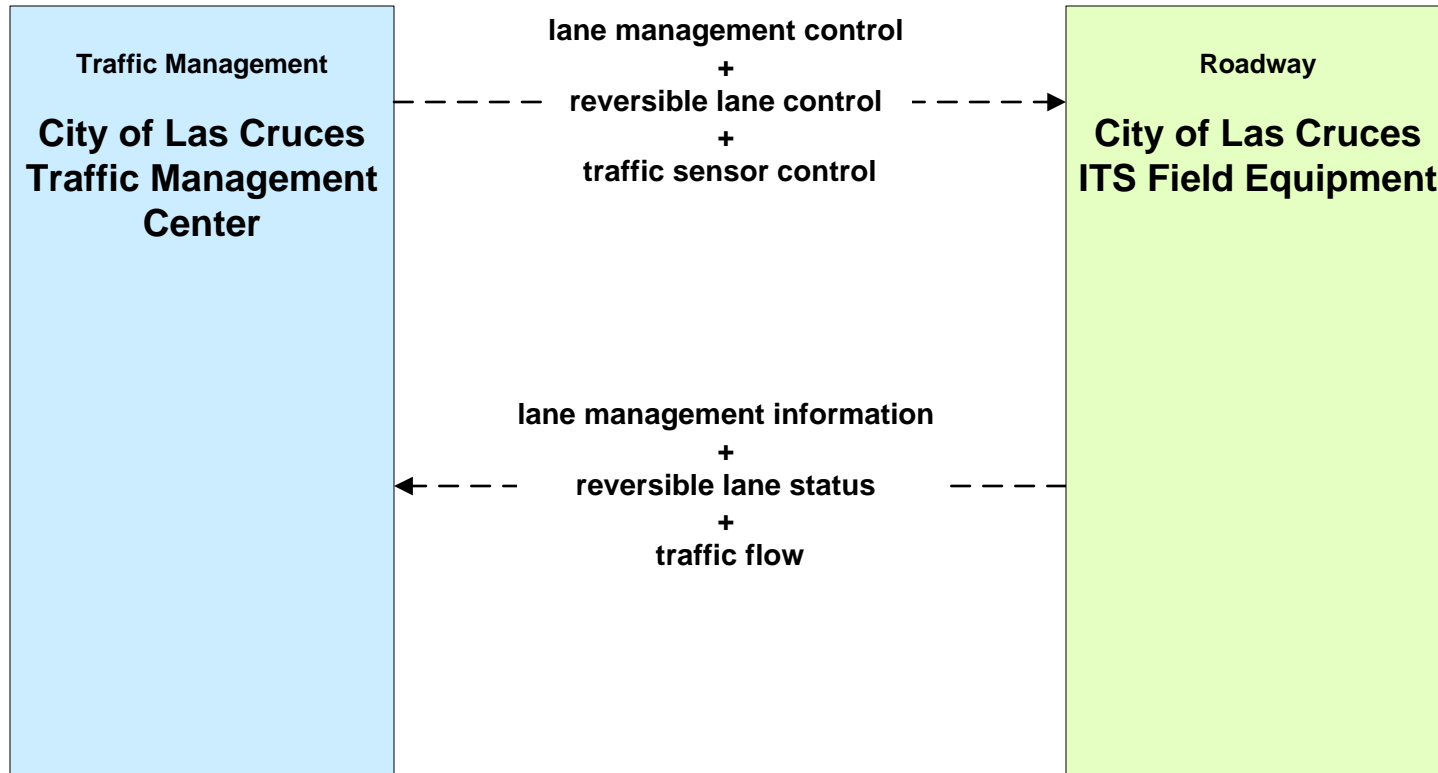 Traffic Management
City of Las Cruces
Traffic Management
Center
lane management control
+
reversible lane control
+
traffic sensor control
Roadway
City of Las Cruces
ITS Field Equipment
lane management information
+
reversible lane status
+
traffic flow